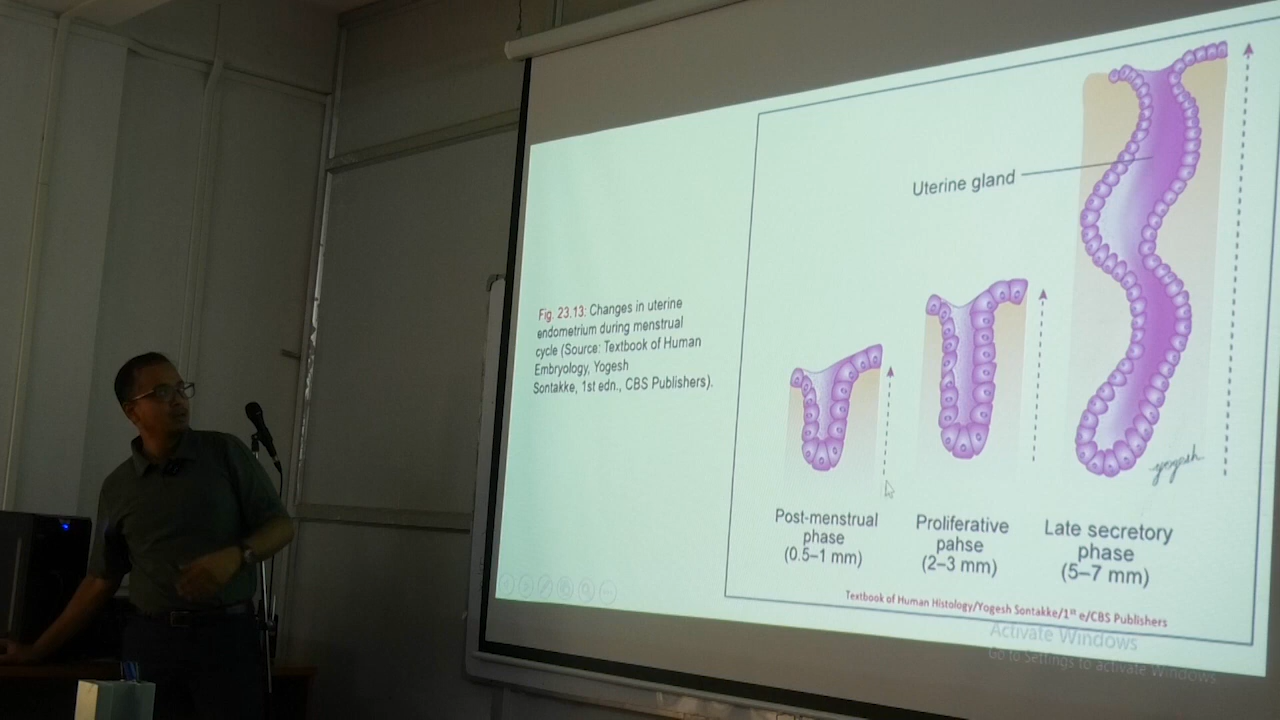 Fig. 23.13: Changes in uterine
endometrium during menstrual
cycle (Source: Textbook of Human
Embryology, Yogesh
Sontakke, 1st edn., CBS Publishers).
Uterine gland
yogesh
Post-menstrual
phase
(0.5–1 mm)
Proliferative
pahse
(2–3 mm)
Late secretory
phase
(5–7 mm)
Textbook of Human Histology/Yogesh Sontakke/1st e/CBS Publishers
Activate Windows
Go to Settings to activate Windows